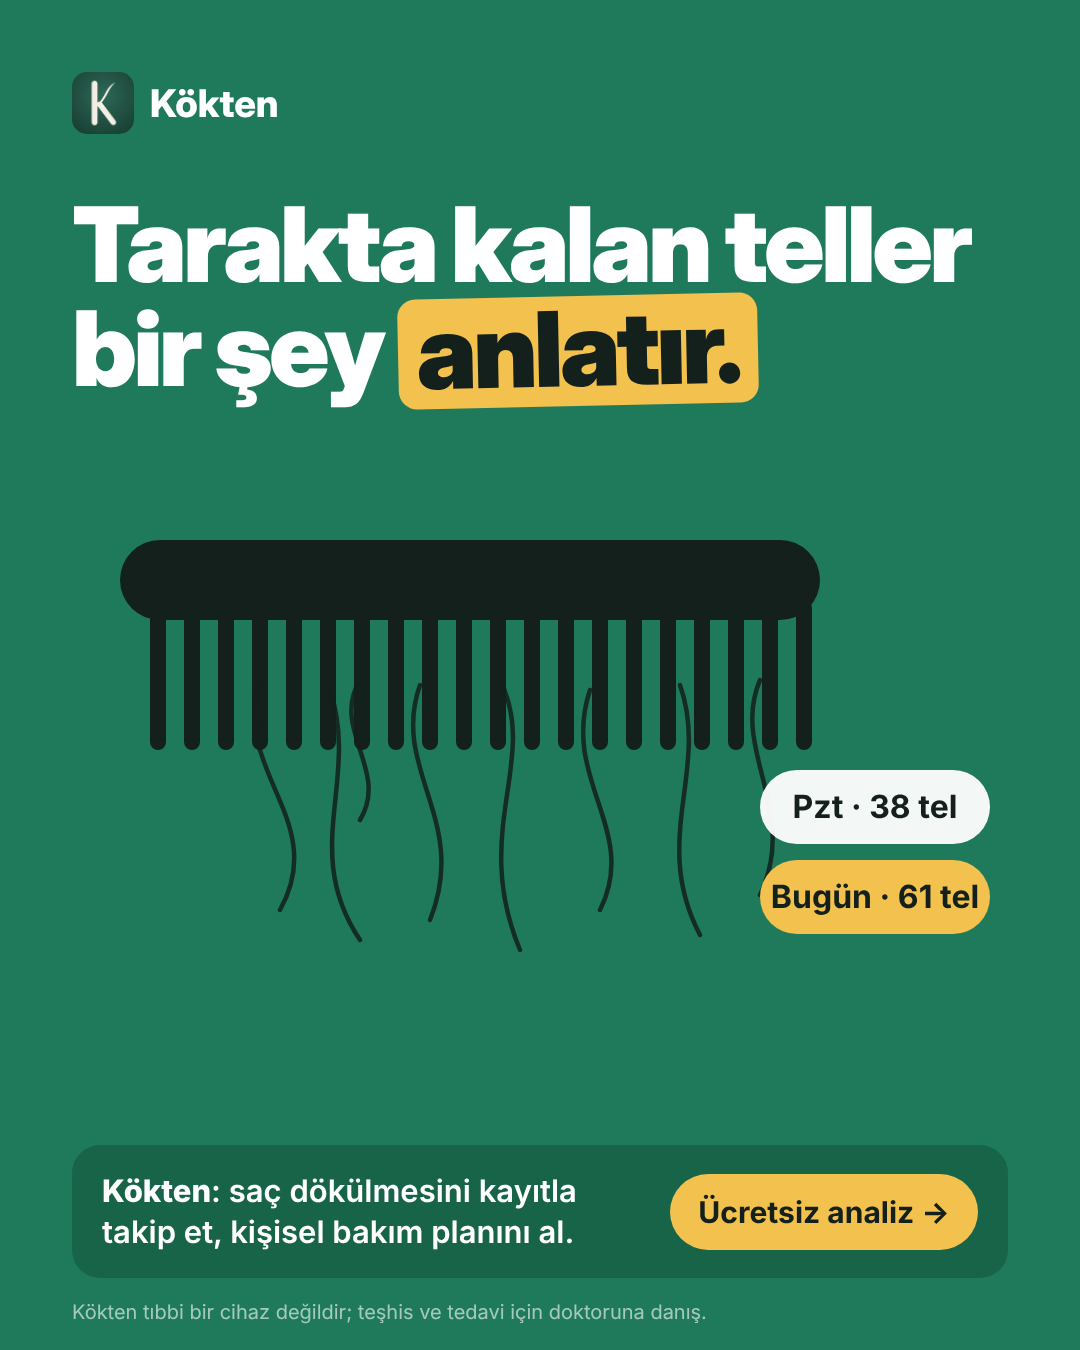 Kökten
Tarakta kalan teller
bir şey anlatır.
Pzt · 38 tel
Bugün · 61 tel
Kökten: saç dökülmesini kayıtla
takip et, kişisel bakım planını al.
Ücretsiz analiz →
Kökten tıbbi bir cihaz değildir; teşhis ve tedavi için doktoruna danış.